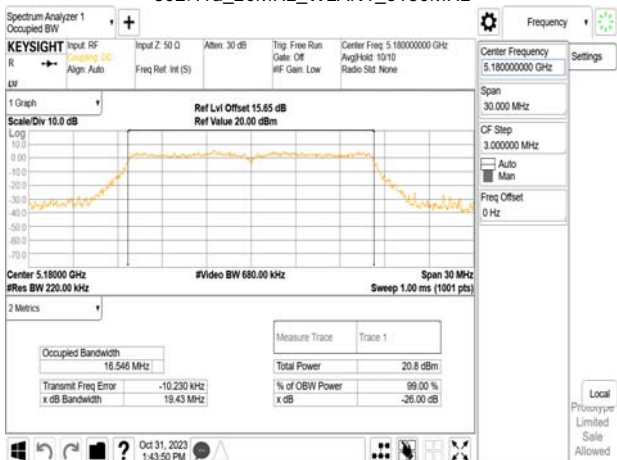 Spectrum Analyzer 1
Occupied BW
Frequency
KEYSIGHT
R
Input: RF
Coupling: DC
Align: Auto
Input Z: 50 Ω
Freq Ref: Int (S)
Atten: 30 dB
Trig: Free Run
Gate: Off
#IF Gain: Low
Center Freq: 5.180000000 GHz
Avg|Hold: 10/10
Radio Std: None
Center Frequency
5.180000000 GHz
Settings
Span
30.000 MHz
CF Step
3.000000 MHz
Auto
Man
Freq Offset
0 Hz
1 Graph
Scale/Div 10.0 dB
Ref Lvl Offset 15.65 dB
Ref Value 20.00 dBm
Log
10.0
0.00
-10.0
-20.0
-30.0
-40.0
-50.0
-60.0
-70.0
Center 5.18000 GHz
#Res BW 220.00 kHz
#Video BW 680.00 kHz
Span 30 MHz
Sweep 1.00 ms (1001 pts)
2 Metrics
Measure Trace Trace 1
Occupied Bandwidth
16.546 MHz
Total Power 20.8 dBm
Transmit Freq Error -10.230 kHz
% of OBW Power 99.00 %
x dB Bandwidth 19.43 MHz
x dB -26.00 dB
Local
Prototype
Limited
Sale
Allowed
?
Oct 31, 2023
1:43:50 PM